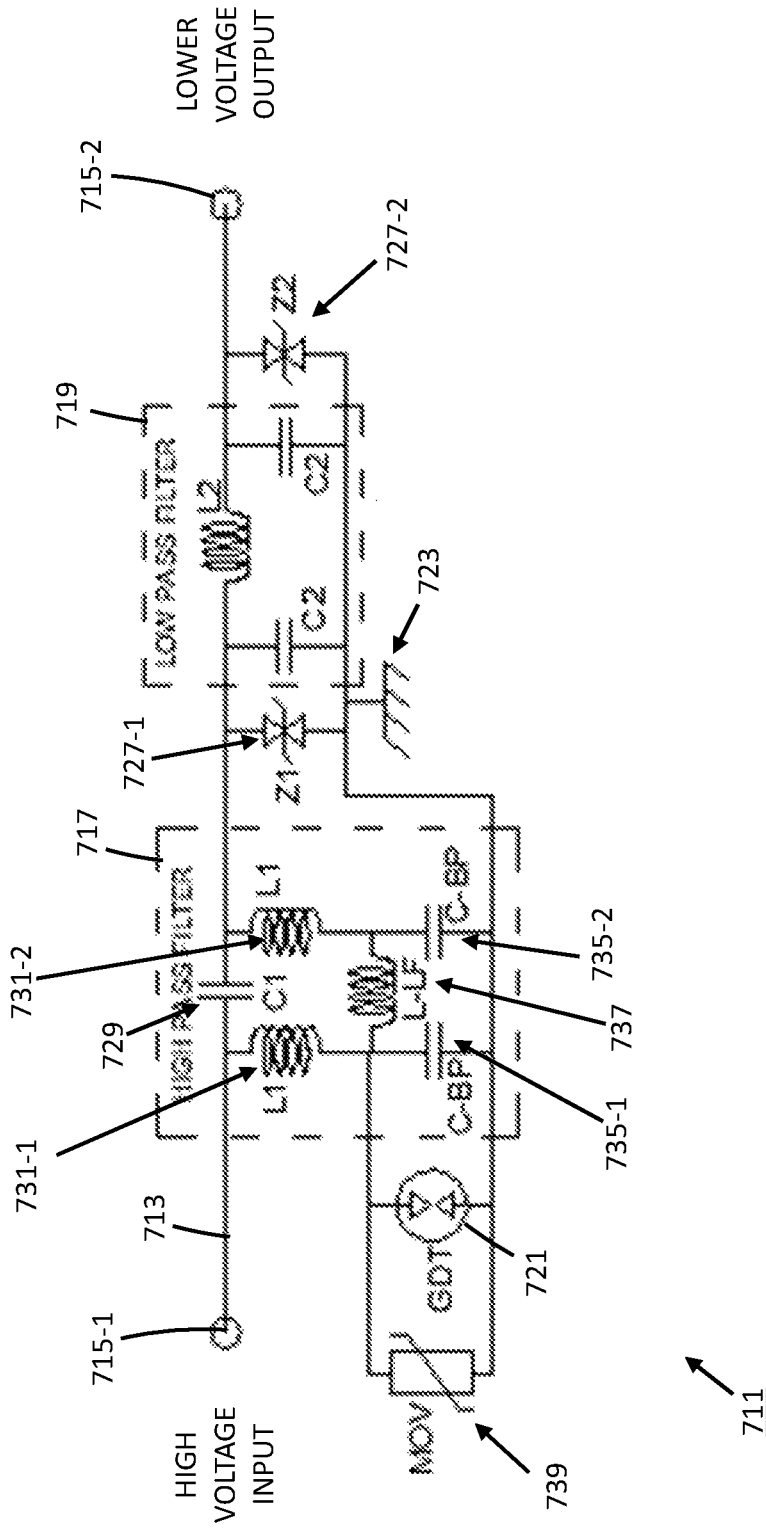 HIGH
VOLTAGE
INPUT
715-1
713
731-1
729
731-2
717
HIGH PASS FILTER
L1
C1
L1
L-UF
C-BP
C-BP
735-1
737
735-2
MOV
739
GDT
721
727-1
Z1
723
719
LOW PASS FILTER
L2
C2
C2
Z2
727-2
715-2
LOWER
VOLTAGE
OUTPUT
711